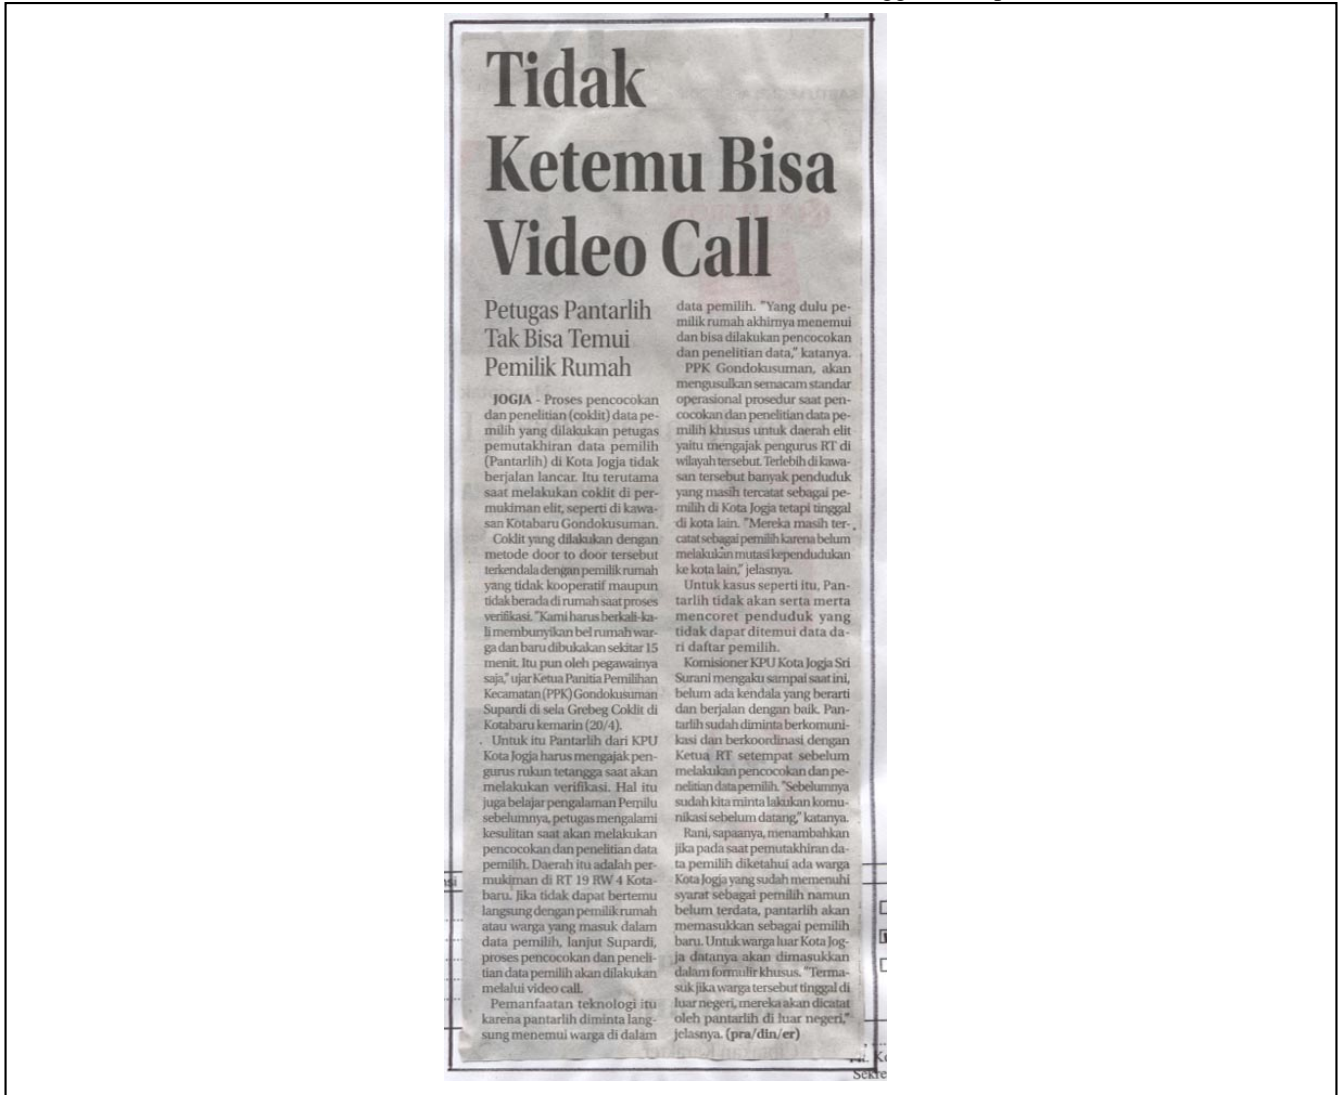 Tidak
Ketemu Bisa
Video Call
Petugas Pantarlih
Tak Bisa Temui
Pemilik Rumah
JOGJA - Proses pencocokan
dan penelitian (coklit) data pe-
milih yang dilakukan petugas
pemutakhiran data pemilih
(Pantarlih) di Kota Jogja tidak
berjalan lancar. Itu terutama
saat melakukan coklit di per-
mukiman elit, seperti di kawa-
san Kotabaru Gondokusuman.
Coklit yang dilakukan dengan
metode door to door tersebut
terkendala dengan pemilik rumah
yang tidak kooperatif maupun
tidak berada di rumah saat proses
verifikasi. "Kami harus berkali-ka-
li membunyikan bel rumah war-
ga dan baru dibukakan sekitar 15
menit. Itu pun oleh pegawainya
saja," ujar Ketua Panitia Pemilihan
Kecamatan (PPK) Gondokusuman
Supardi di sela Grebeg Coklit di
Kotabaru kemarin (20/4).
Untuk itu Pantarlih dari KPU
Kota Jogja harus mengajak pen-
gurus rukun tetangga saat akan
melakukan verifikasi. Hal itu
juga belajar pengalaman Pemilu
sebelumnya, petugas mengalami
kesulitan saat akan melakukan
pencocokan dan penelitian data
pemilih. Daerah itu adalah per-
mukiman di RT 19 RW 4 Kota-
baru. Jika tidak dapat bertemu
langsung dengan pemilik rumah
atau warga yang masuk dalam
data pemilih, lanjut Supardi,
proses pencocokan dan peneli-
tian data pemilih akan dilakukan
melalui video call.
Pemanfaatan teknologi itu
karena pantarlih diminta lang-
sung menemui warga di dalam
data pemilih. "Yang dulu pe-
milik rumah akhirnya menemui
dan bisa dilakukan pencocokan
dan penelitian data," katanya.
PPK Gondokusuman, akan
mengusulkan semacam standar
operasional prosedur saat pen-
cocokan dan penelitian data pe-
milih khusus untuk daerah elit
yaitu mengajak pengurus RT di
wilayah tersebut. Terlebih di kawa-
san tersebut banyak penduduk
yang masih tercatat sebagai pe-
milih di Kota Jogja tetapi tinggal
di kota lain. "Mereka masih ter-
catat sebagai pemilih karena belum
melakukan mutasi kependudukan
ke kota lain," jelasnya.
Untuk kasus seperti itu, Pan-
tarlih tidak akan serta merta
mencoret penduduk yang
tidak dapat ditemui data da-
ri daftar pemilih.
Komisioner KPU Kota Jogja Sri
Surani mengaku sampai saat ini,
belum ada kendala yang berarti
dan berjalan dengan baik. Pan-
tarlih sudah diminta berkomuni-
kasi dan berkoordinasi dengan
Ketua RT setempat sebelum
melakukan pencocokan dan pe-
nelitian data pemilih. "Sebelumnya
sudah kita minta lakukan komu-
nikasi sebelum datang," katanya.
Rani, sapaanya, menambahkan
jika pada saat pemutakhiran da-
ta pemilih diketahui ada warga
Kota Jogja yang sudah memenuhi
syarat sebagai pemilih namun
belum terdata, pantarlih akan
memasukkan sebagai pemilih
baru. Untuk warga luar Kota Jog-
ja datanya akan dimasukkan
dalam formulir khusus. "Terma-
suk jika warga tersebut tinggal di
luar negeri, mereka akan dicatat
oleh pantarlih di luar negeri,"
jelasnya. (pra/din/er)